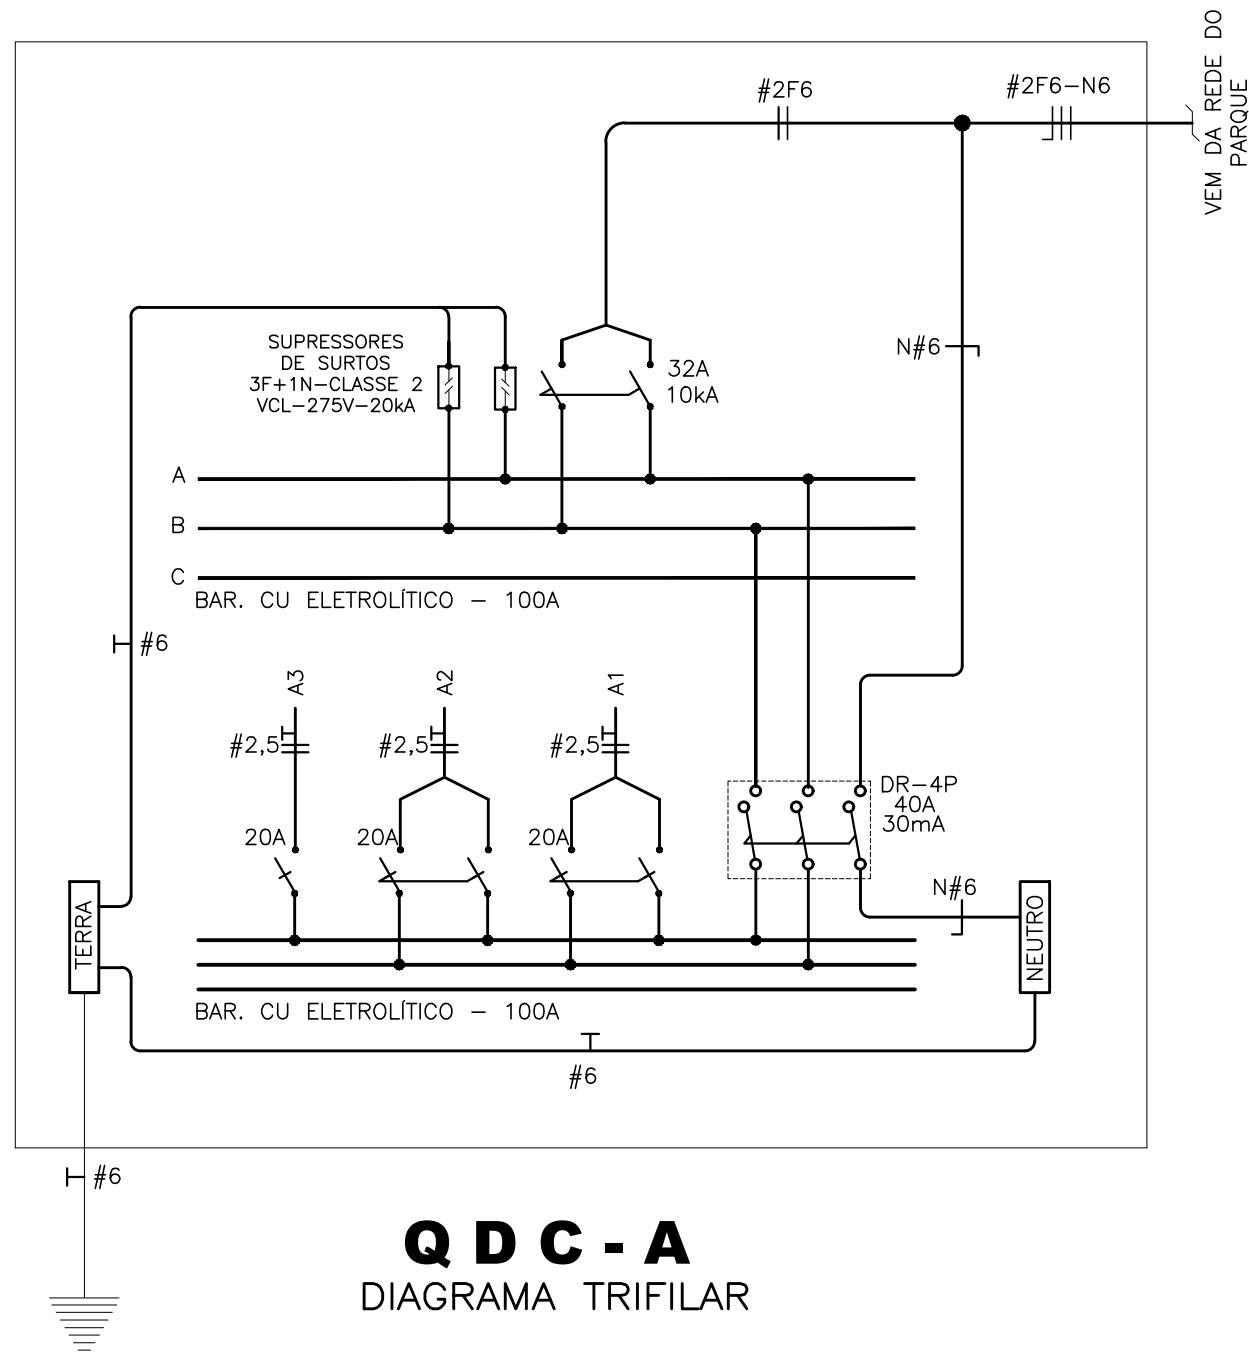 VEM DA REDE DO
PARQUE
#2F6
#2F6-N6
N#6
SUPRESSORES
DE SURTOS
3F+1N-CLASSE 2
VCL-275V-20kA
32A
10kA
A
B
C
BAR. CU ELETROLÍTICO - 100A
#6
A3
A2
A1
#2,5
#2,5
#2,5
20A
20A
20A
DR-4P
40A
30mA
N#6
TERRA
NEUTRO
BAR. CU ELETROLÍTICO - 100A
#6
#6
QDC-A
DIAGRAMA TRIFILAR